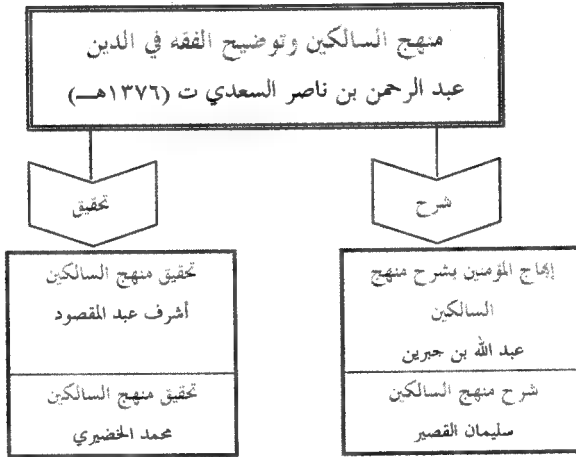 منهج السالكين وتوضيح الفقه في الدين
عبد الرحمن بن ناصر السعدي ت (١٣٧٦هــ)
شرح
إبهاج المؤمنين بشرح منهج
السالكين
عبد الله بن جبرين
شرح منهج السالكين
سليمان القصير
تحقيق
تحقيق منهج السالكين
أشرف عبد المقصود
تحقيق منهج السالكين
محمد الخضيري